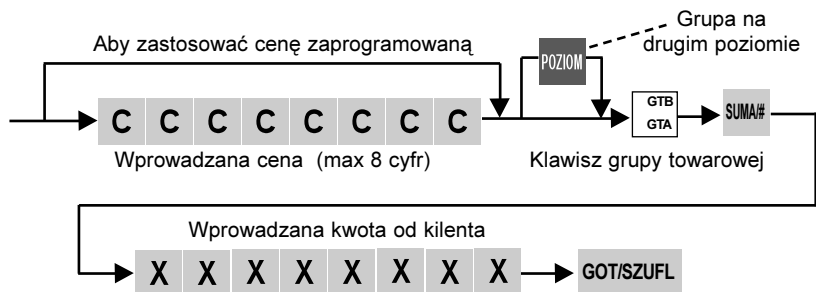 Aby zastosować cenę zaprogramowaną
Grupa na
drugim poziomie
POZIOM
C C C C C C C C
GTB
GTA
SUMA/#
Wprowadzana cena (max 8 cyfr)
Klawisz grupy towarowej
Wprowadzana kwota od kilenta
X X X X X X X X
GOT/SZUFL